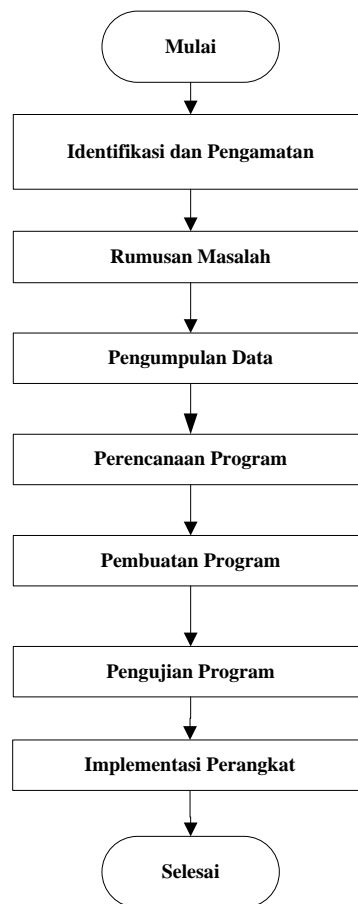 Mulai
Identifikasi dan Pengamatan
Rumusan Masalah
Pengumpulan Data
Perencanaan Program
Pembuatan Program
Pengujian Program
Implementasi Perangkat
Selesai